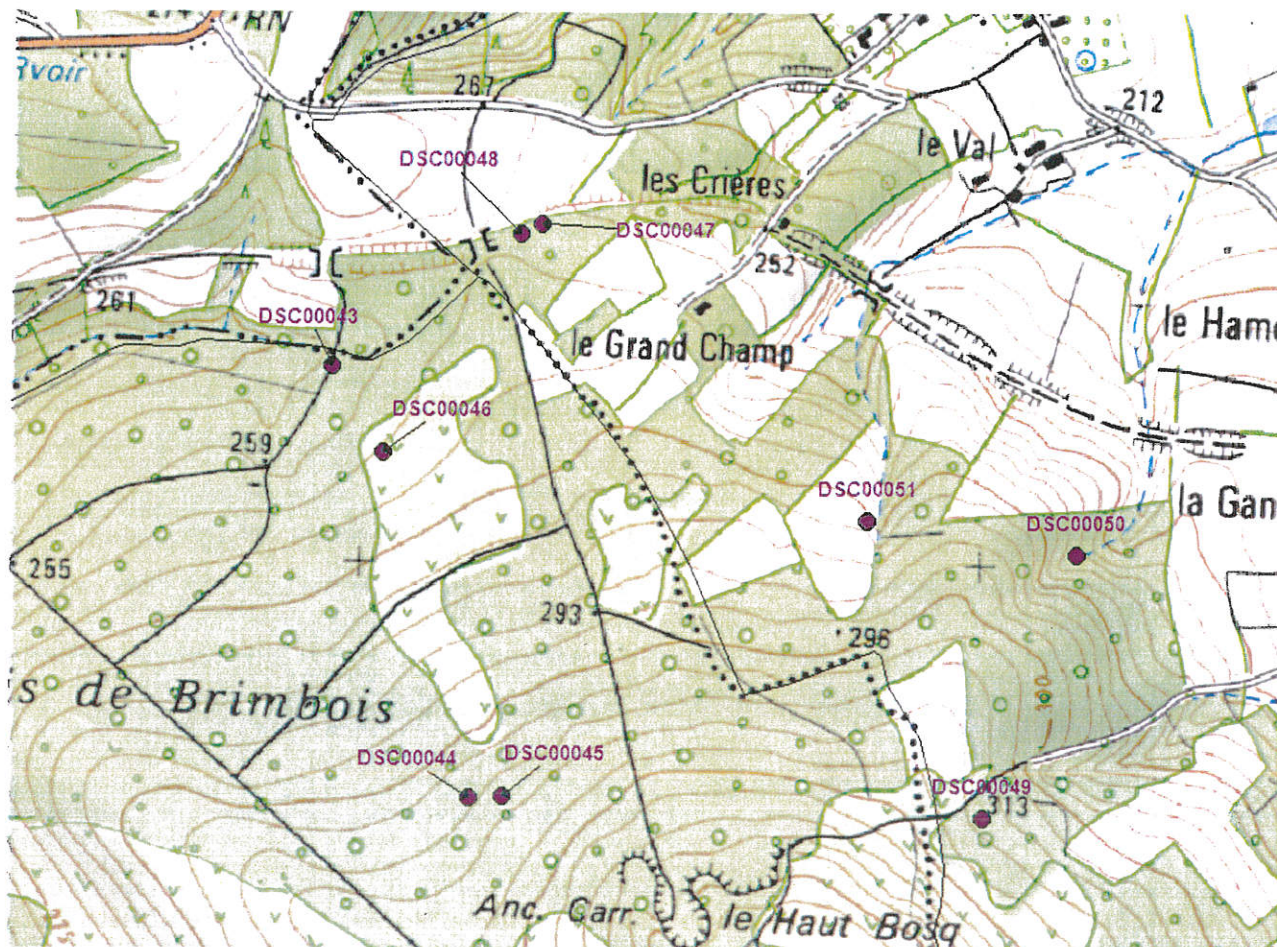 RN
Rvoir
267
212
DSC00048
le Val
les Crières
DSC00047
252
261
DSC00043
le Hame
le Grand Champ
DSC00046
259
DSC00051
la Gan
DSC00050
255
293
296
s de Brimbois
DSC00044
DSC00045
DSC00049
313
Anc. Carr.
le Haut Bosq